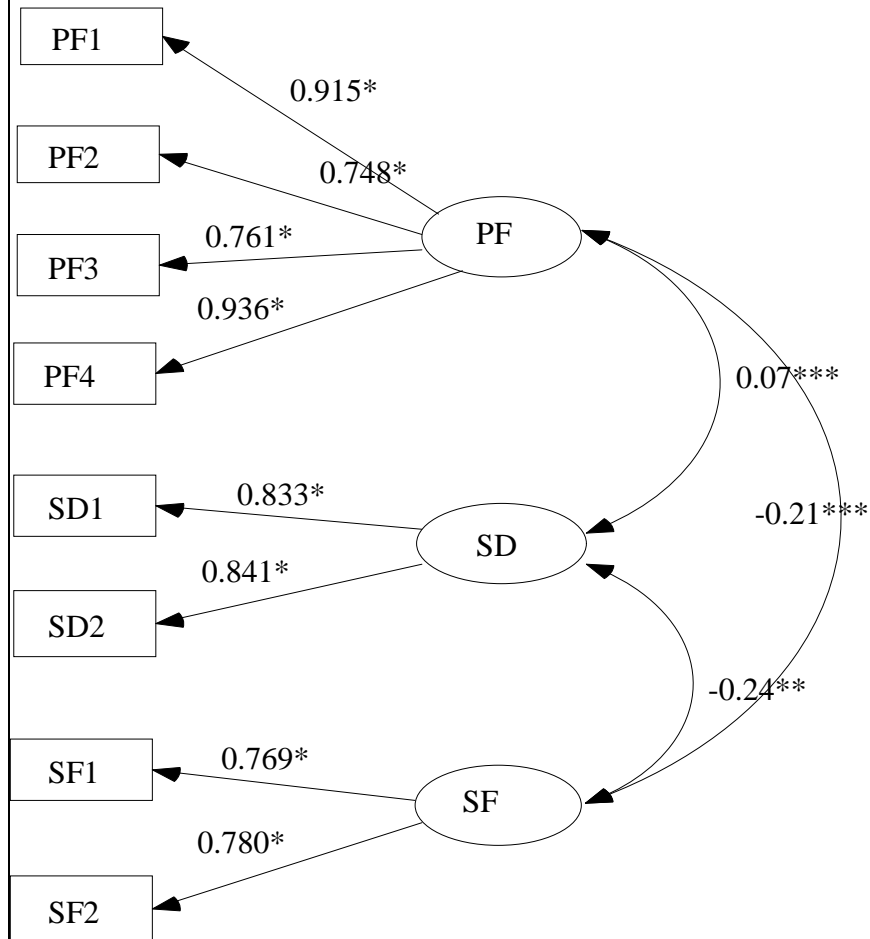 PF1
0.915*
PF2
0.748*
PF
0.761*
PF3
0.936*
PF4
0.07***
SD1
0.833*
-0.21***
SD
0.841*
SD2
-0.24**
SF1
0.769*
SF
0.780*
SF2